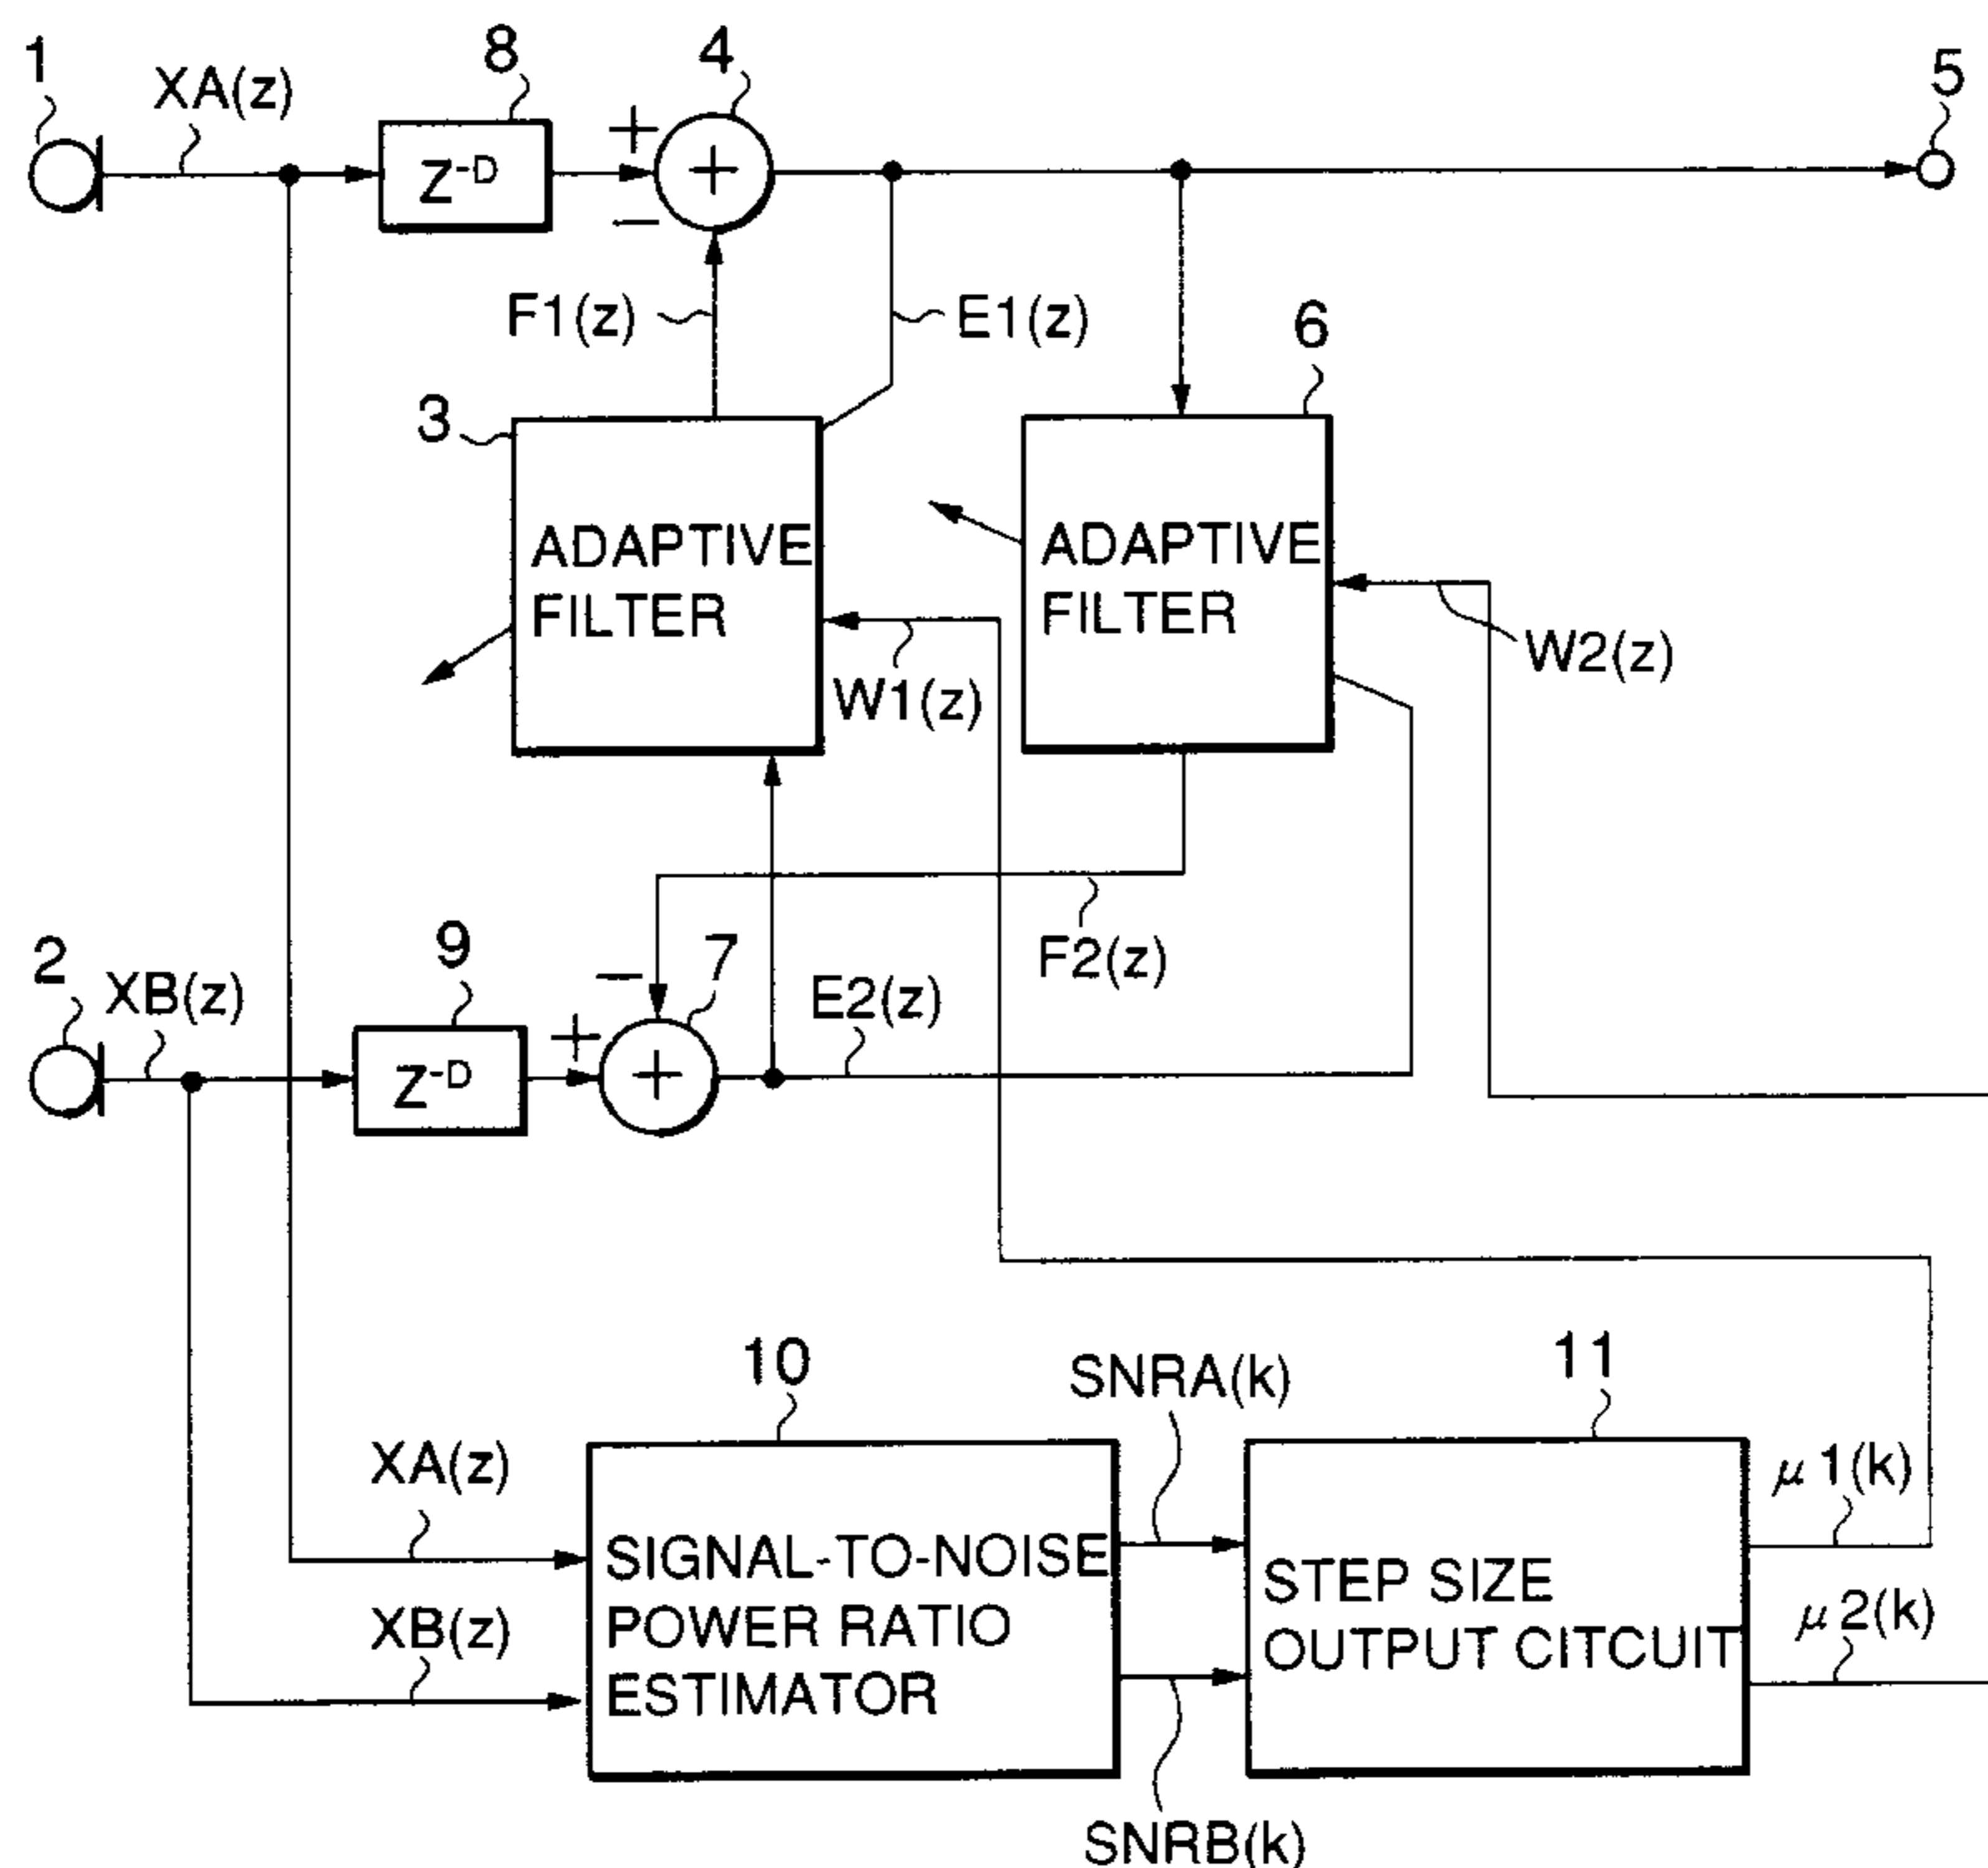 1
XA(z)
8
4
5
Z-D
+
+
−
F1(z)
E1(z)
6
3
ADAPTIVE
FILTER
ADAPTIVE
FILTER
W1(z)
W2(z)
2
XB(z)
9
7
−
F2(z)
E2(z)
+
Z-D
+
10
SNRA(k)
11
XA(z)
μ1(k)
SIGNAL-TO-NOISE
POWER RATIO
ESTIMATOR
STEP SIZE
OUTPUT CITCUIT
XB(z)
μ2(k)
SNRB(k)